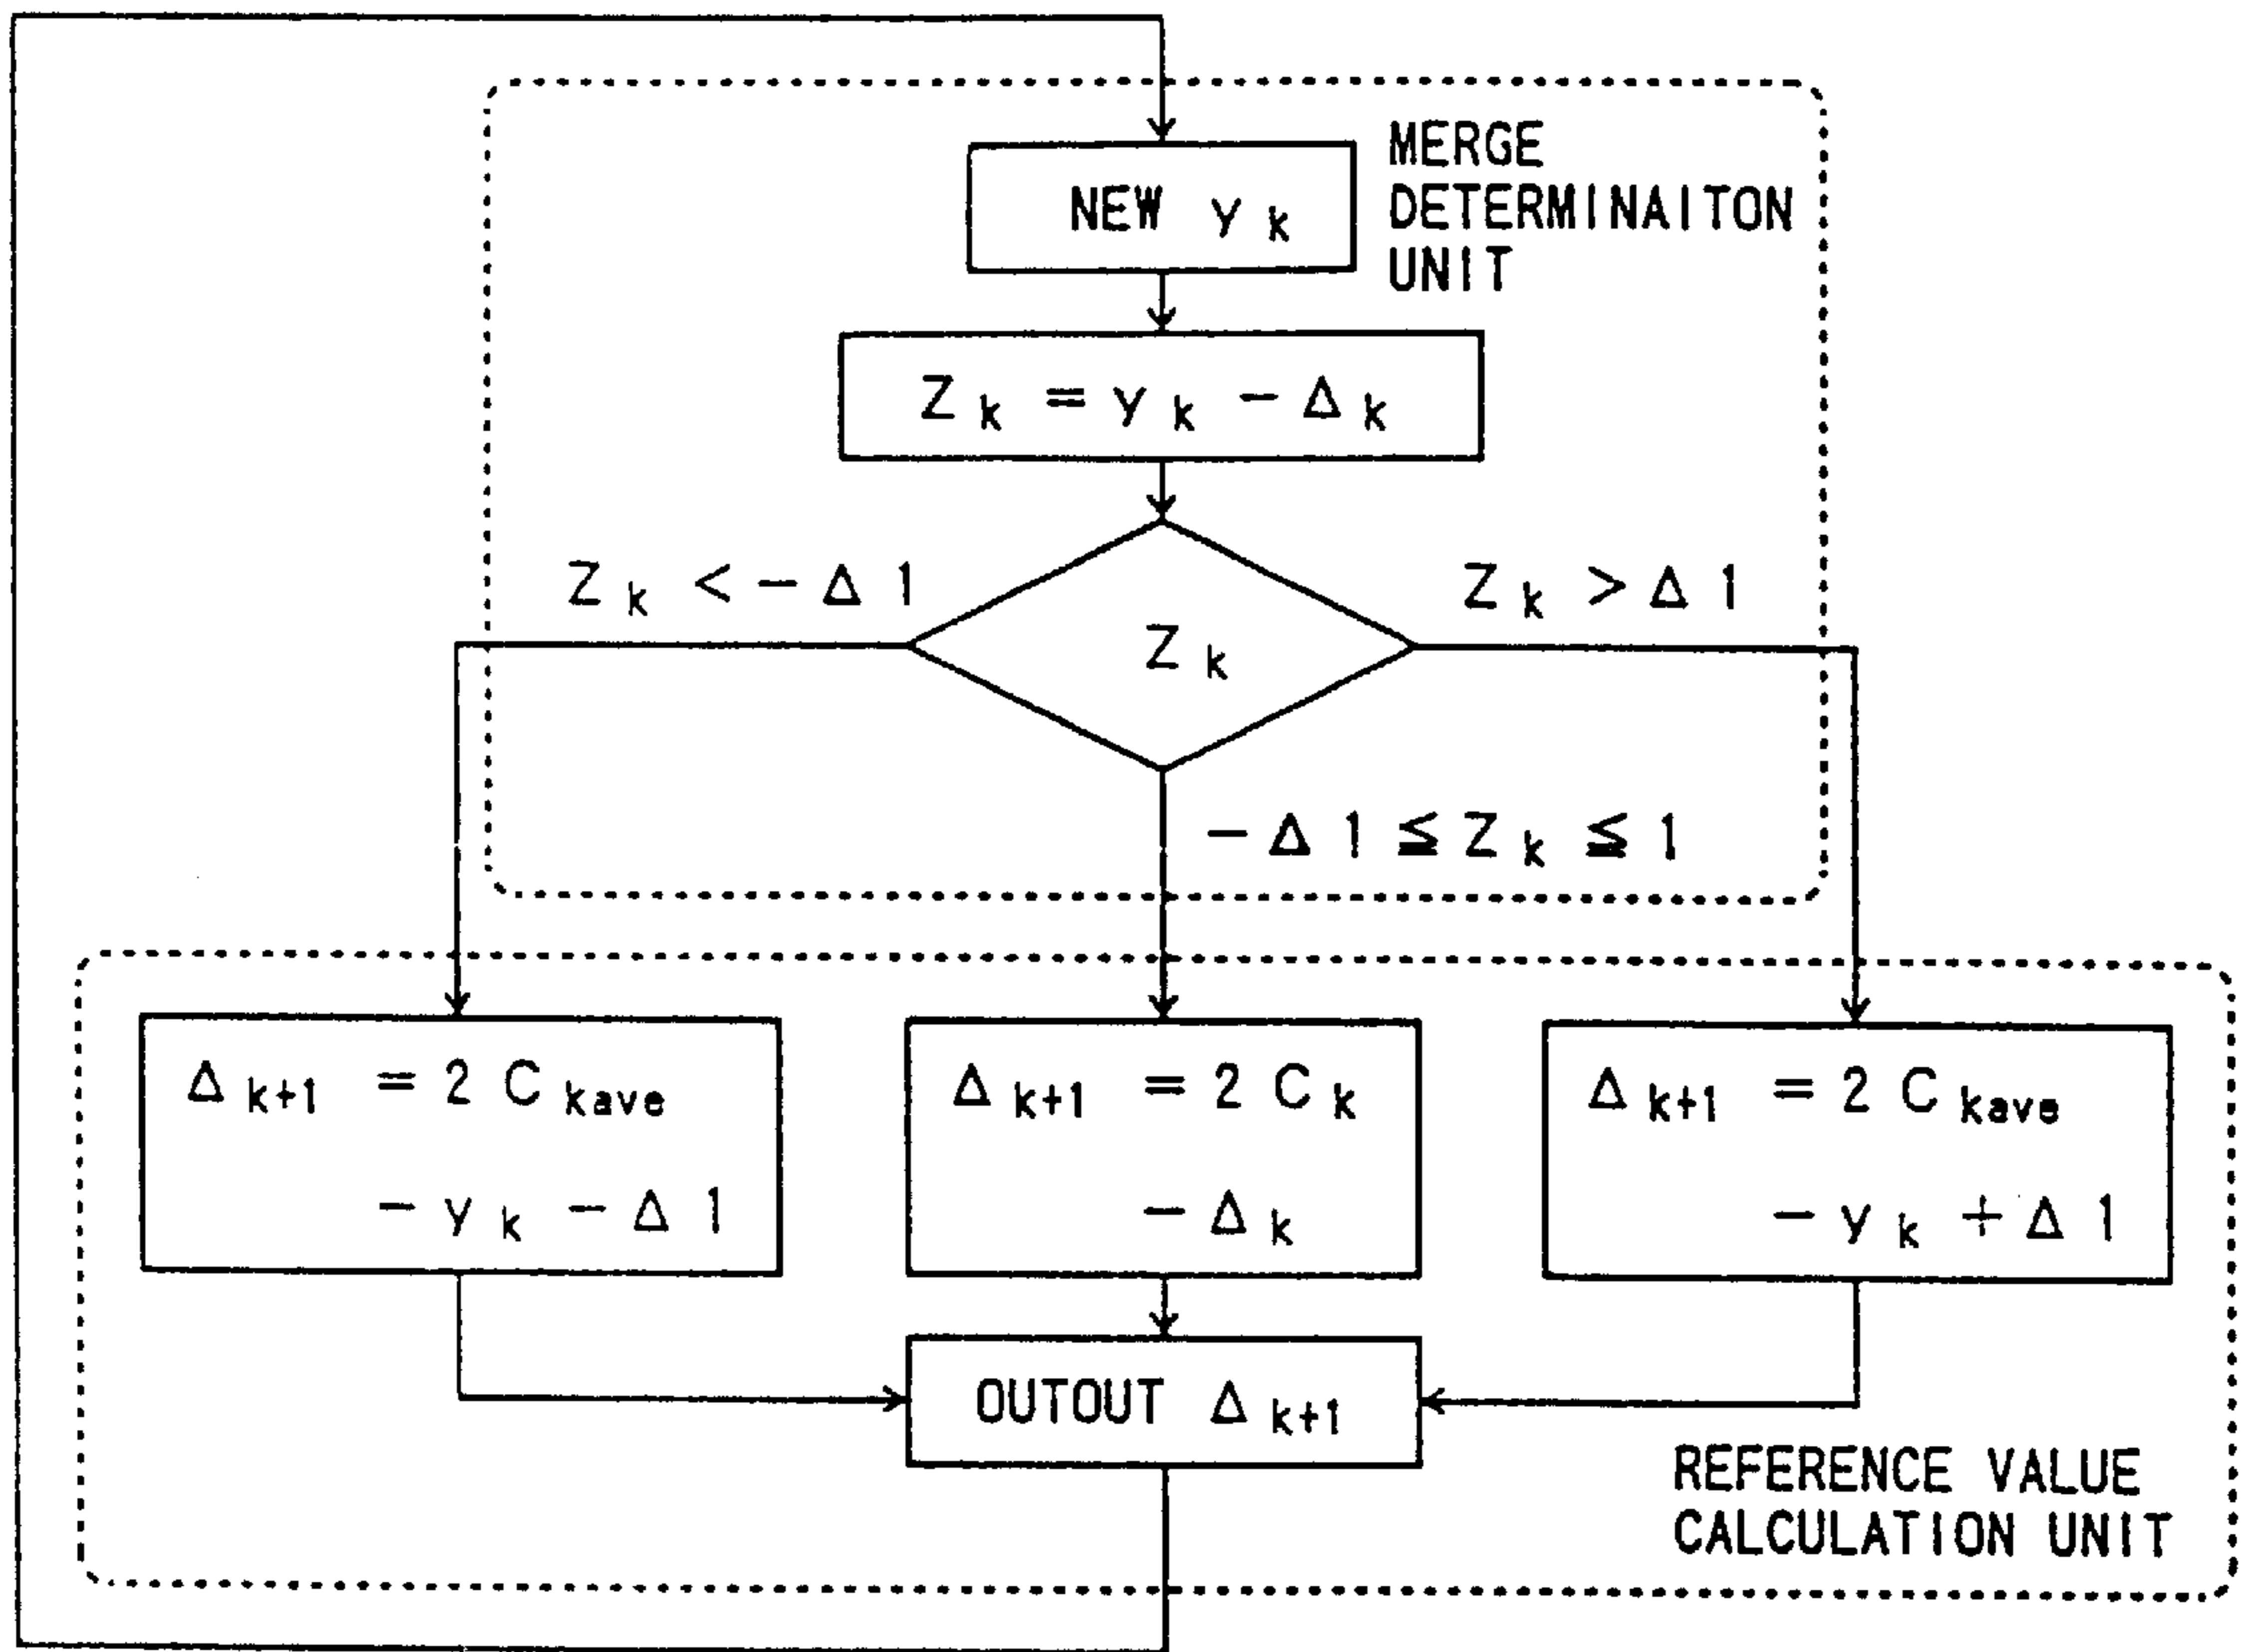 NEW y k
MERGE
DETERMINAITON
UNIT
Z k = y k − Δ k
Z k < − Δ 1
Z k > Δ 1
Z k
− Δ 1 ≦ Z k ≦ 1
Δ k+1 = 2 C kave
− y k − Δ 1
Δ k+1 = 2 C k
− Δ k
Δ k+1 = 2 C kave
− y k + Δ 1
OUTOUT Δ k+1
REFERENCE VALUE
CALCULATION UNIT